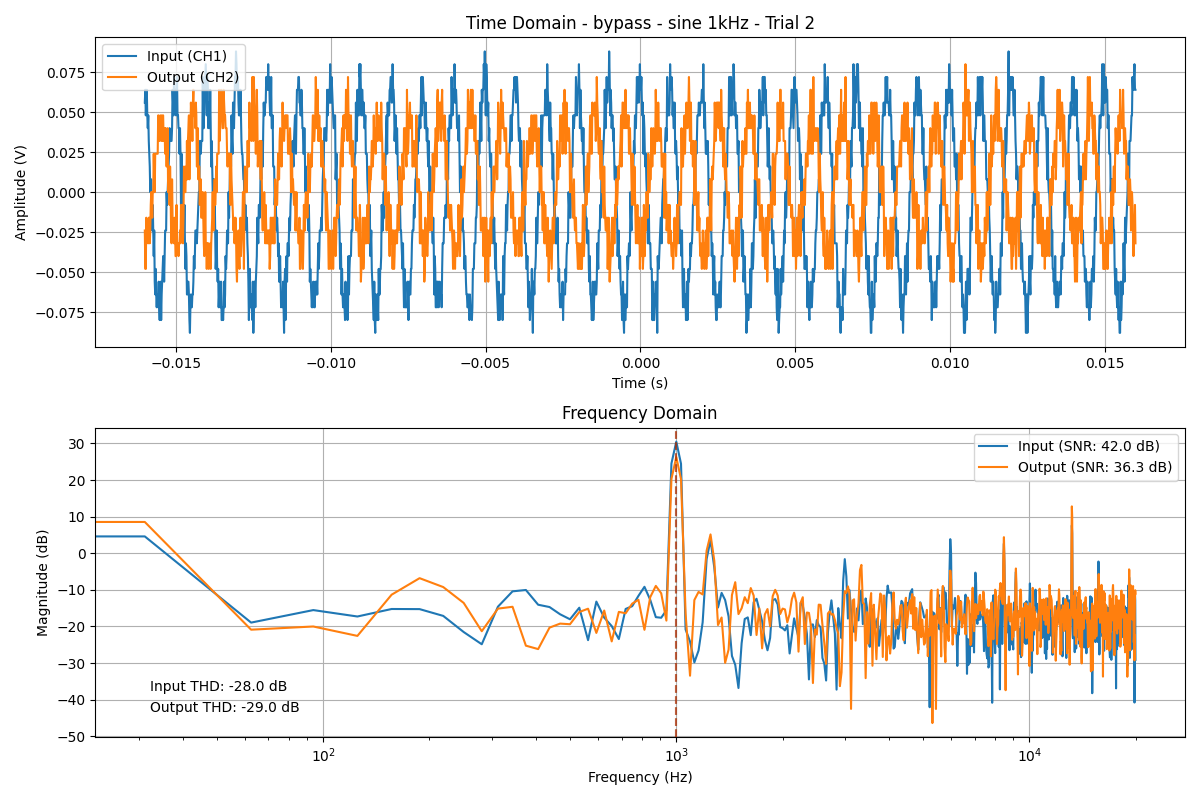 Time Domain - bypass - sine 1kHz - Trial 2
Input (CH1)
Output (CH2)
Amplitude (V)
0.075
0.050
0.025
0.000
−0.025
−0.050
−0.075
−0.015
−0.010
−0.005
0.000
0.005
0.010
0.015
Time (s)
Frequency Domain
Input (SNR: 42.0 dB)
Output (SNR: 36.3 dB)
Magnitude (dB)
30
20
10
0
−10
−20
−30
−40
−50
Input THD: -28.0 dB
Output THD: -29.0 dB
10²
10³
10⁴
Frequency (Hz)